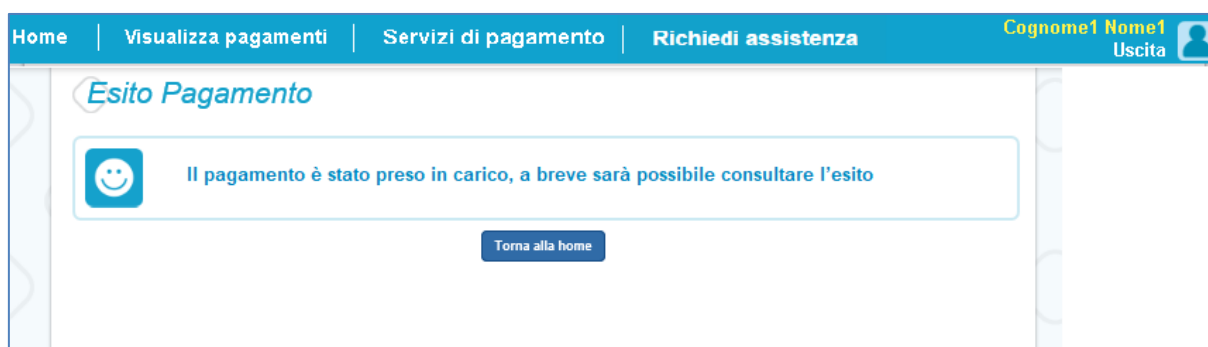 Home | Visualizza pagamenti | Servizi di pagamento | Richiedi assistenza
Cognome1 Nome1
Uscita
Esito Pagamento
Il pagamento è stato preso in carico, a breve sarà possibile consultare l’esito
Torna alla home